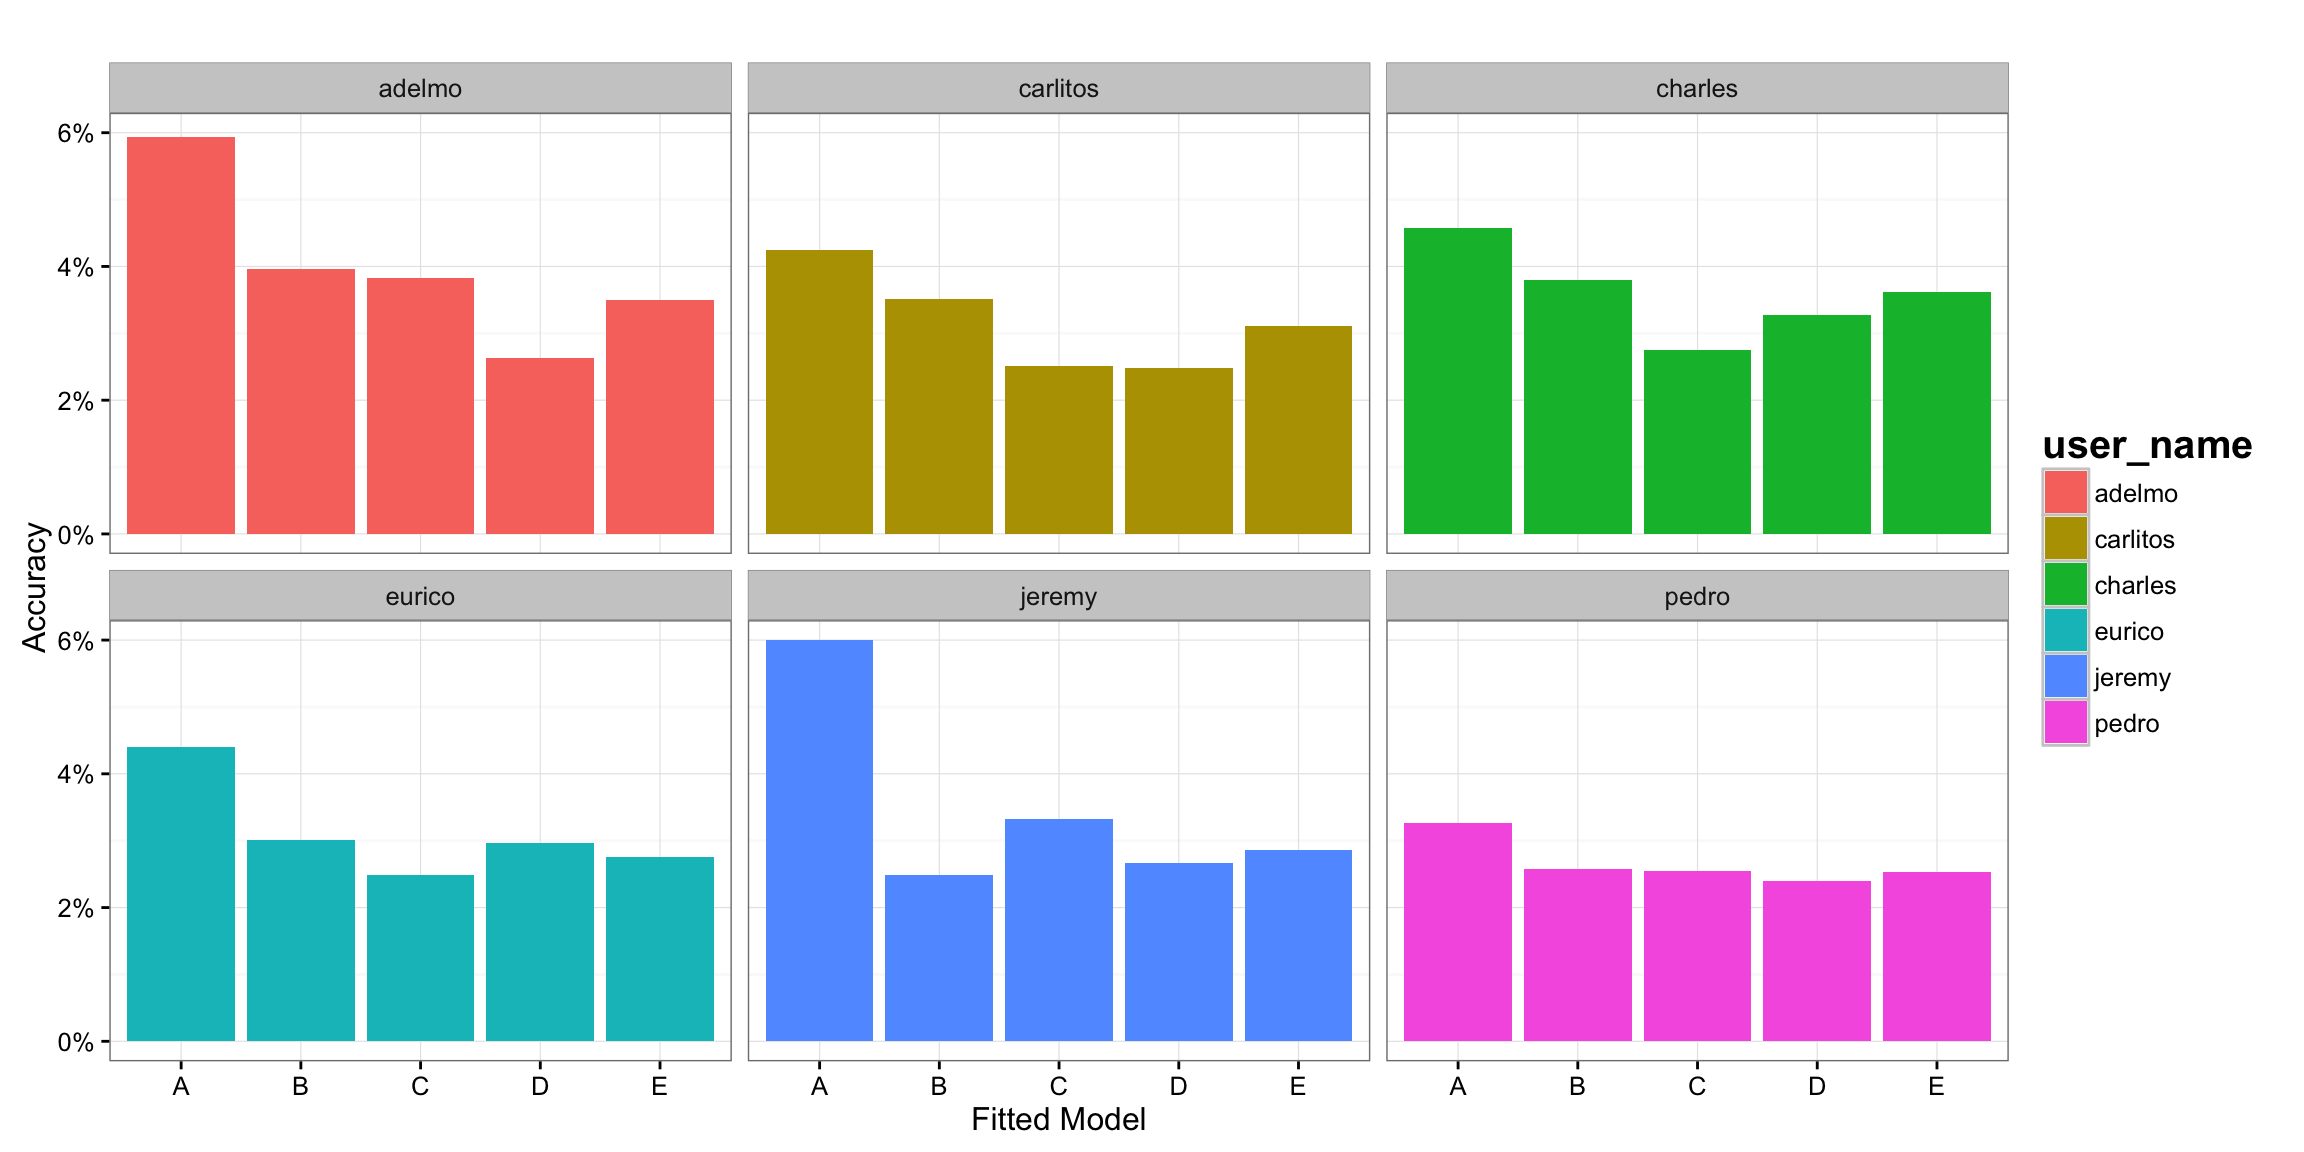 adelmo
carlitos
charles
6%
4%
2%
0%
Accuracy
eurico
jeremy
pedro
6%
4%
2%
0%
A B C D E
A B C D E
A B C D E
Fitted Model
user_name
adelmo
carlitos
charles
eurico
jeremy
pedro